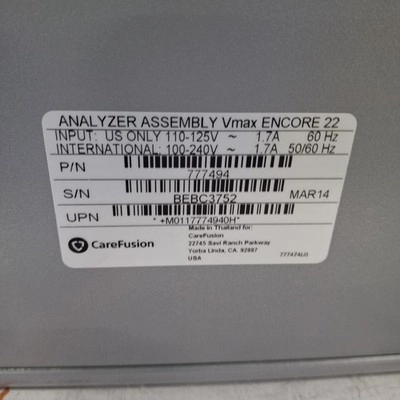 ANALYZER ASSEMBLY Vmax ENCORE 22
INPUT: US ONLY 110-125V ~ 1.7A 60 Hz
INTERNATIONAL: 100-240V ~ 1.7A 50/60 Hz
P/N
777494
S/N
BEBC3752
MAR14
UPN
* +M0117774940H*
Made in Thailand for:
CareFusion
CareFusion
22745 Savi Ranch Parkway
Yorba Linda, CA. 92887
USA
777474LG